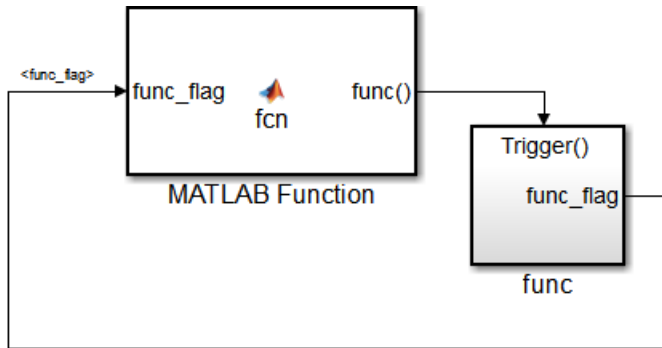 <func_flag>
func_flag
fcn
func()
MATLAB Function
Trigger()
func_flag
func